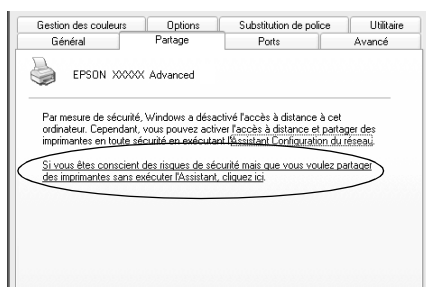 Gestion des couleurs Options Substitution de police Utilitaire
Général Partage Ports Avancé
EPSON XXXXX Advanced
Par mesure de sécurité, Windows a désactivé l'accès à distance à cet
ordinateur. Cependant, vous pouvez activer l'accès à distance et partager des
imprimantes en toute sécurité en exécutant l'Assistant Configuration du réseau.
Si vous êtes conscient des risques de sécurité mais que vous voulez partager
des imprimantes sans exécuter l'Assistant, cliquez ici.